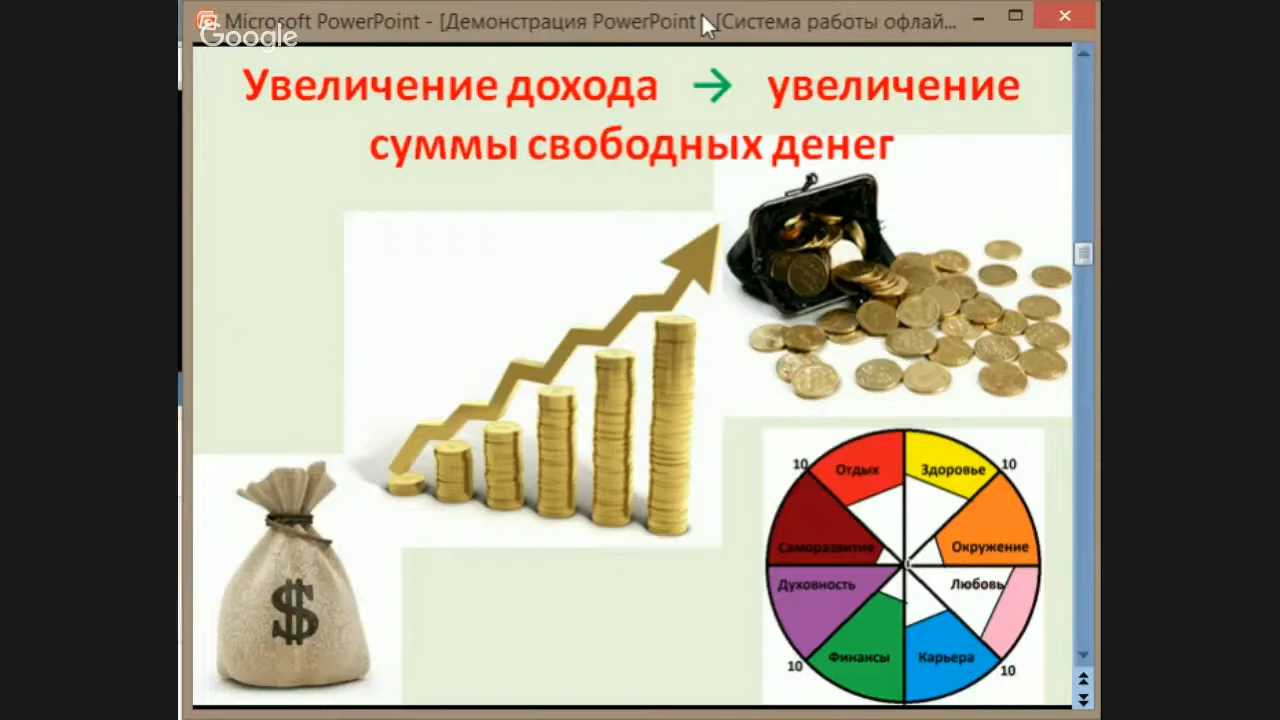 Microsoft PowerPoint - [Демонстрация PowerPoint - [Система работы офлай...
Google
Увеличение дохода → увеличение
суммы свободных денег
$
10 Отдых Здоровье 10
Саморазвитие Окружение
Духовность Любовь
Финансы Карьера
10 10